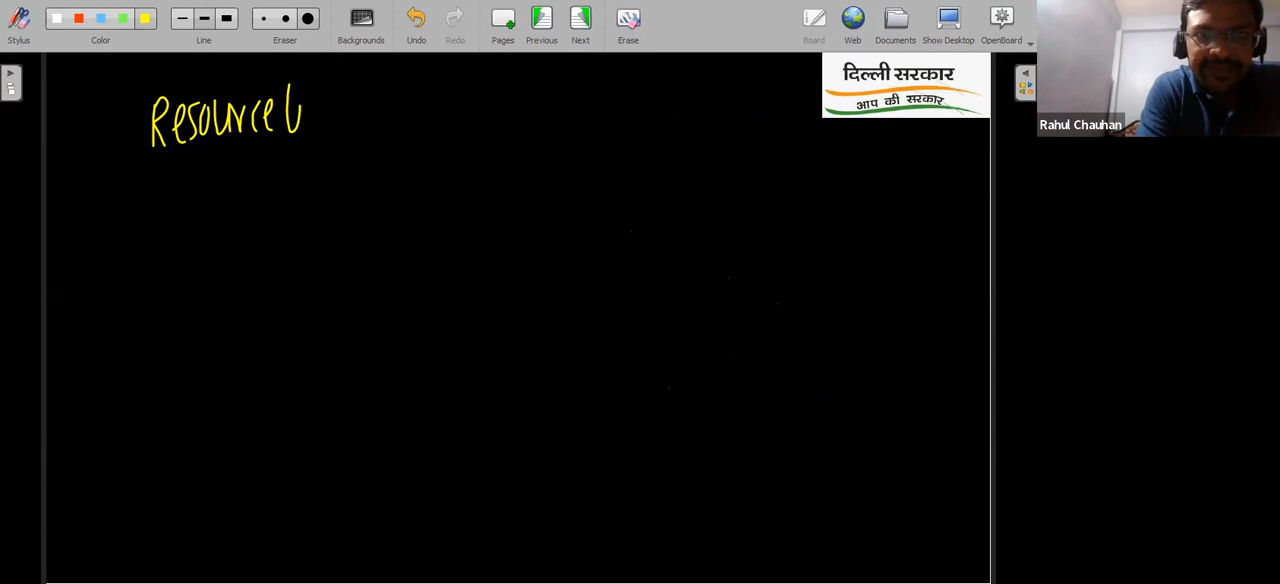 Stylus Color Line Eraser Backgrounds Undo Redo Pages Previous Next Erase Board Web Documents Show Desktop OpenBoard
दिल्ली सरकार
आप की सरकार
Resource
Rahul Chauhan